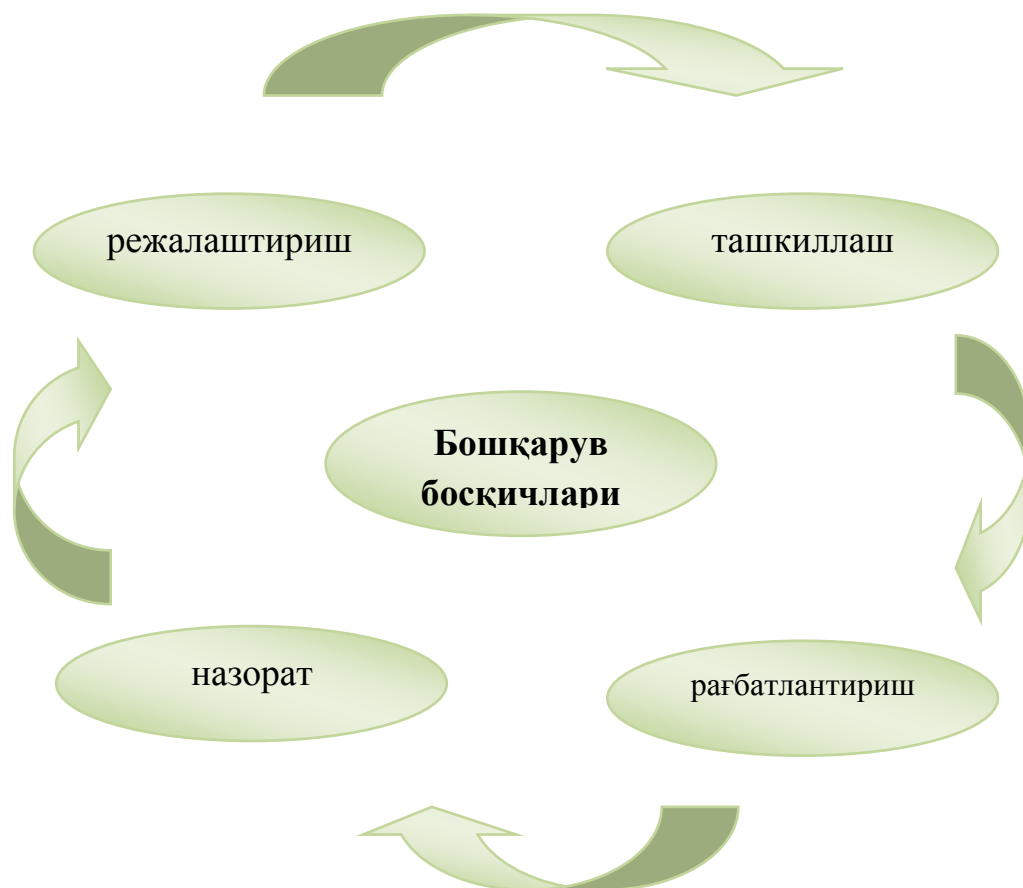 режалаштириш
ташкиллаш
Бошқарув
босқичлари
назорат
рағбатлантириш